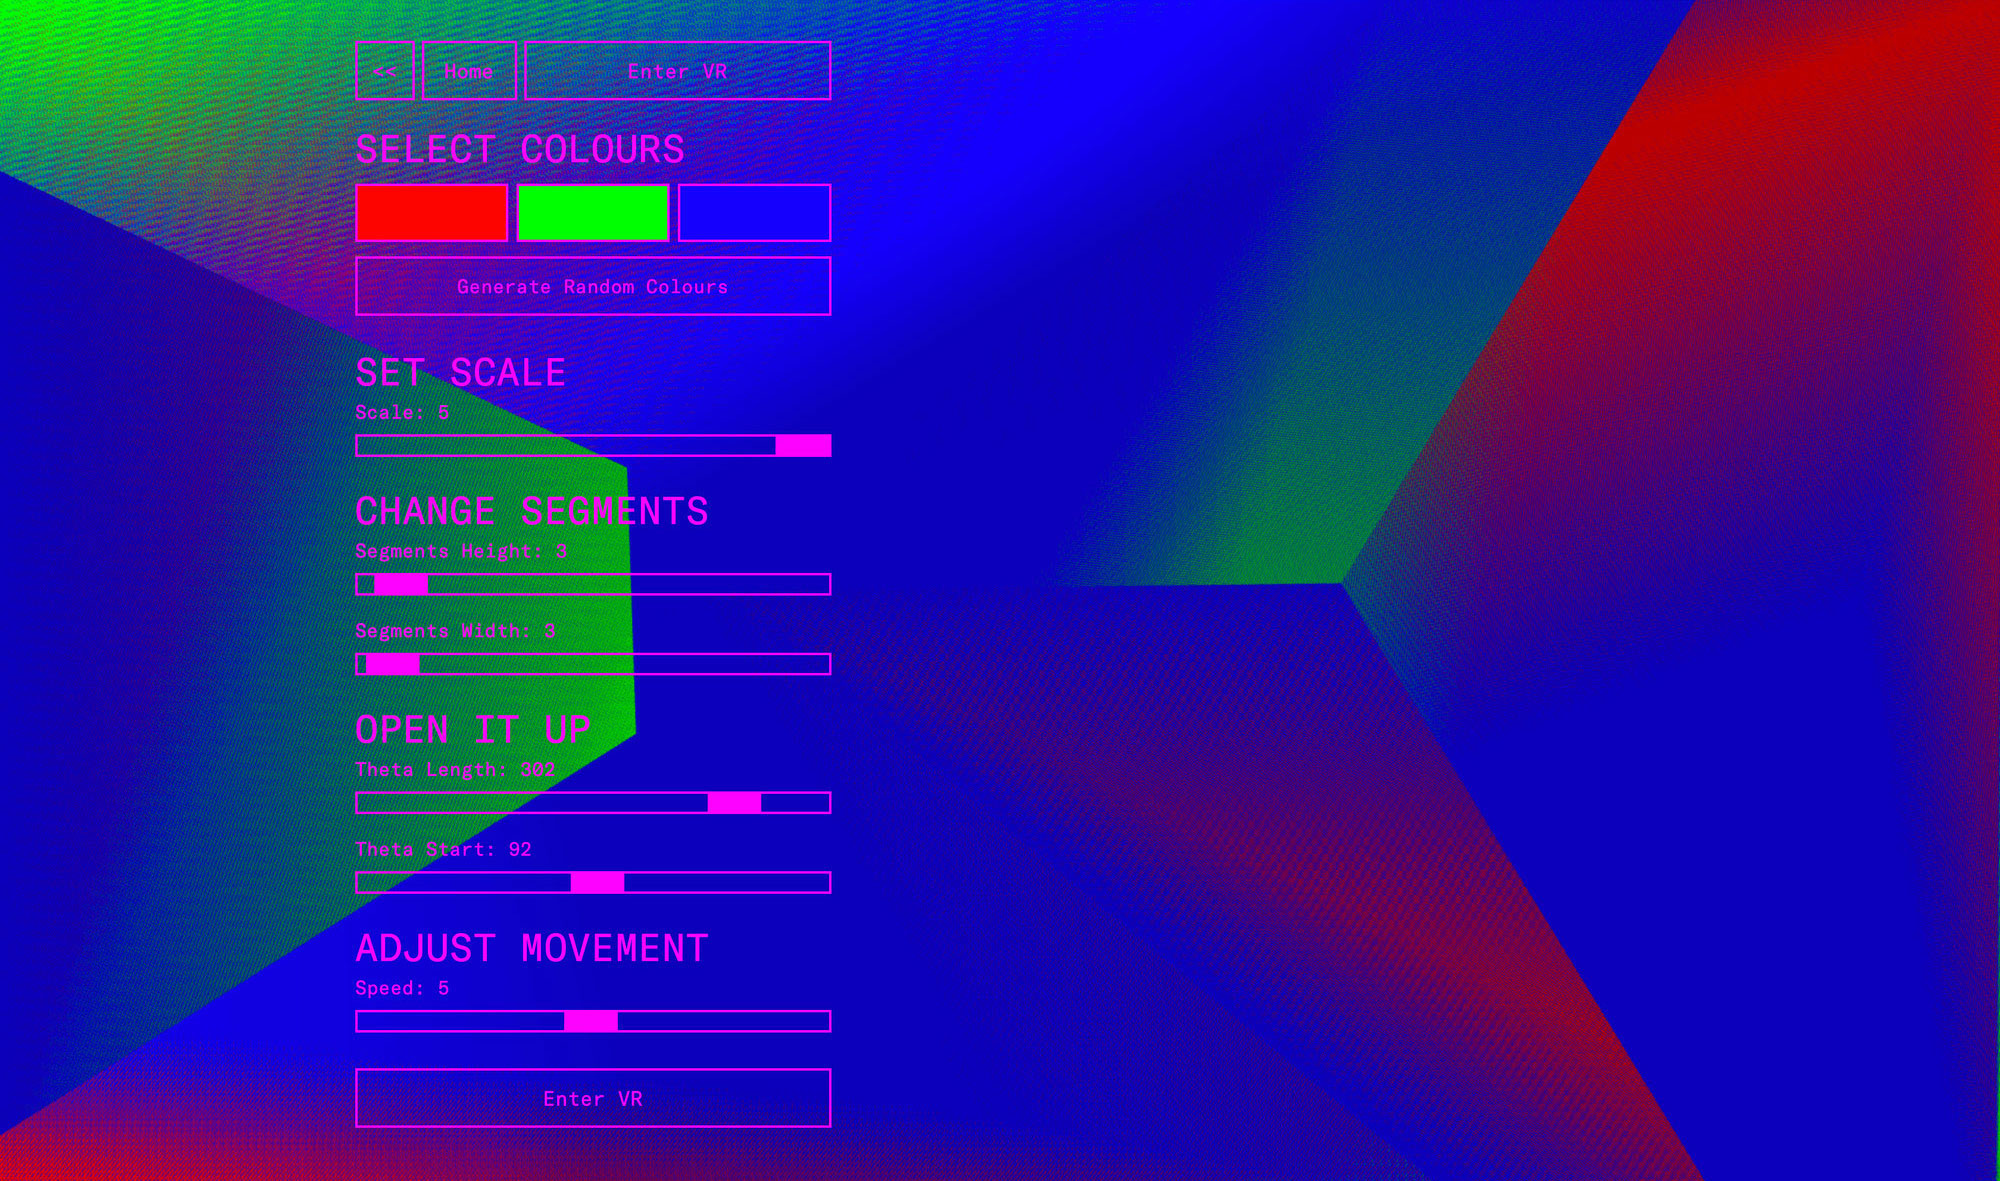 << Home Enter VR
SELECT COLOURS
Generate Random Colours
SET SCALE
Scale: 5
CHANGE SEGMENTS
Segments Height: 3
Segments Width: 3
OPEN IT UP
Theta Length: 302
Theta Start: 92
ADJUST MOVEMENT
Speed: 5
Enter VR